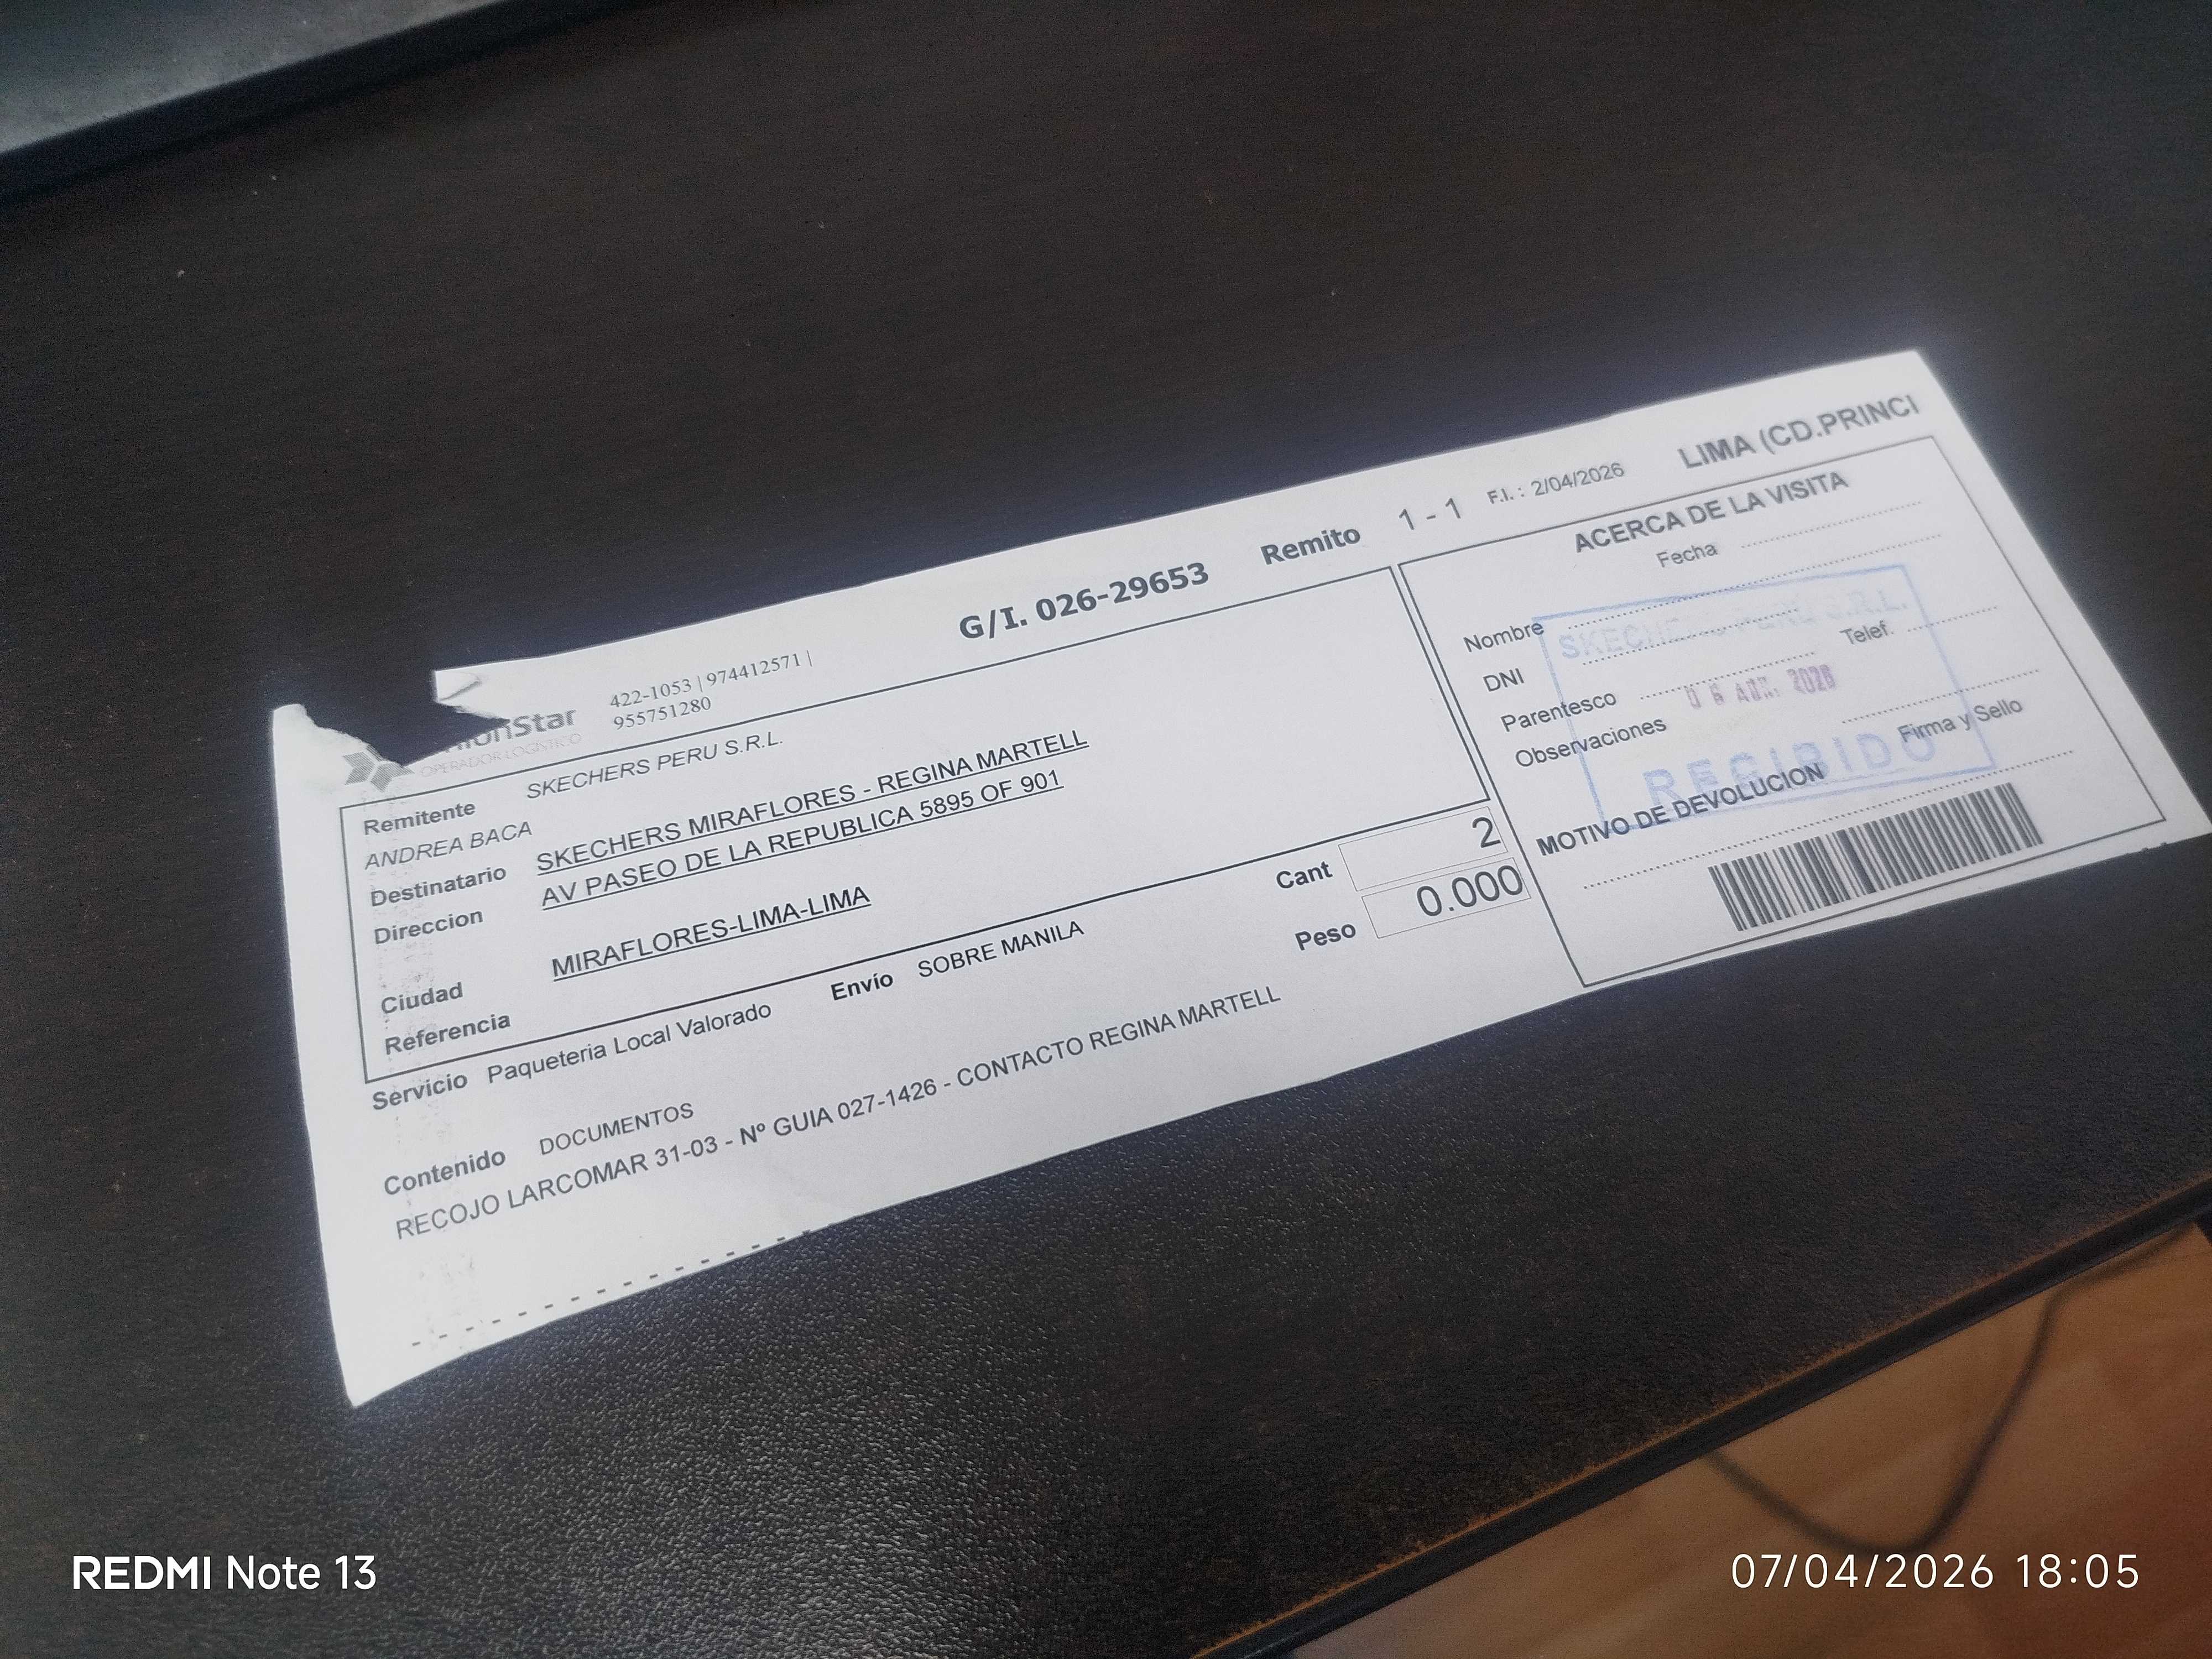 G/I. 026-29653 Remito 1 - 1 F.I. : 2/04/2026 LIMA (CD.PRINCI
422-1053 | 974412571 |
955751280
OPERADOR LOGISTICO
Remitente SKECHERS PERU S.R.L.
ANDREA BACA
Destinatario SKECHERS MIRAFLORES - REGINA MARTELL
Direccion AV PASEO DE LA REPUBLICA 5895 OF 901
Ciudad MIRAFLORES-LIMA-LIMA
Referencia
Servicio Paqueteria Local Valorado Envío SOBRE MANILA
Cant 2
Peso 0.000
Contenido DOCUMENTOS
RECOJO LARCOMAR 31-03 - Nº GUIA 027-1426 - CONTACTO REGINA MARTELL
ACERCA DE LA VISITA
Fecha
Nombre
DNI Telef.
Parentesco
Observaciones
Firma y Sello
MOTIVO DE DEVOLUCION
S.R.L.
2026
RECIBIDO
REDMI Note 13
07/04/2026 18:05